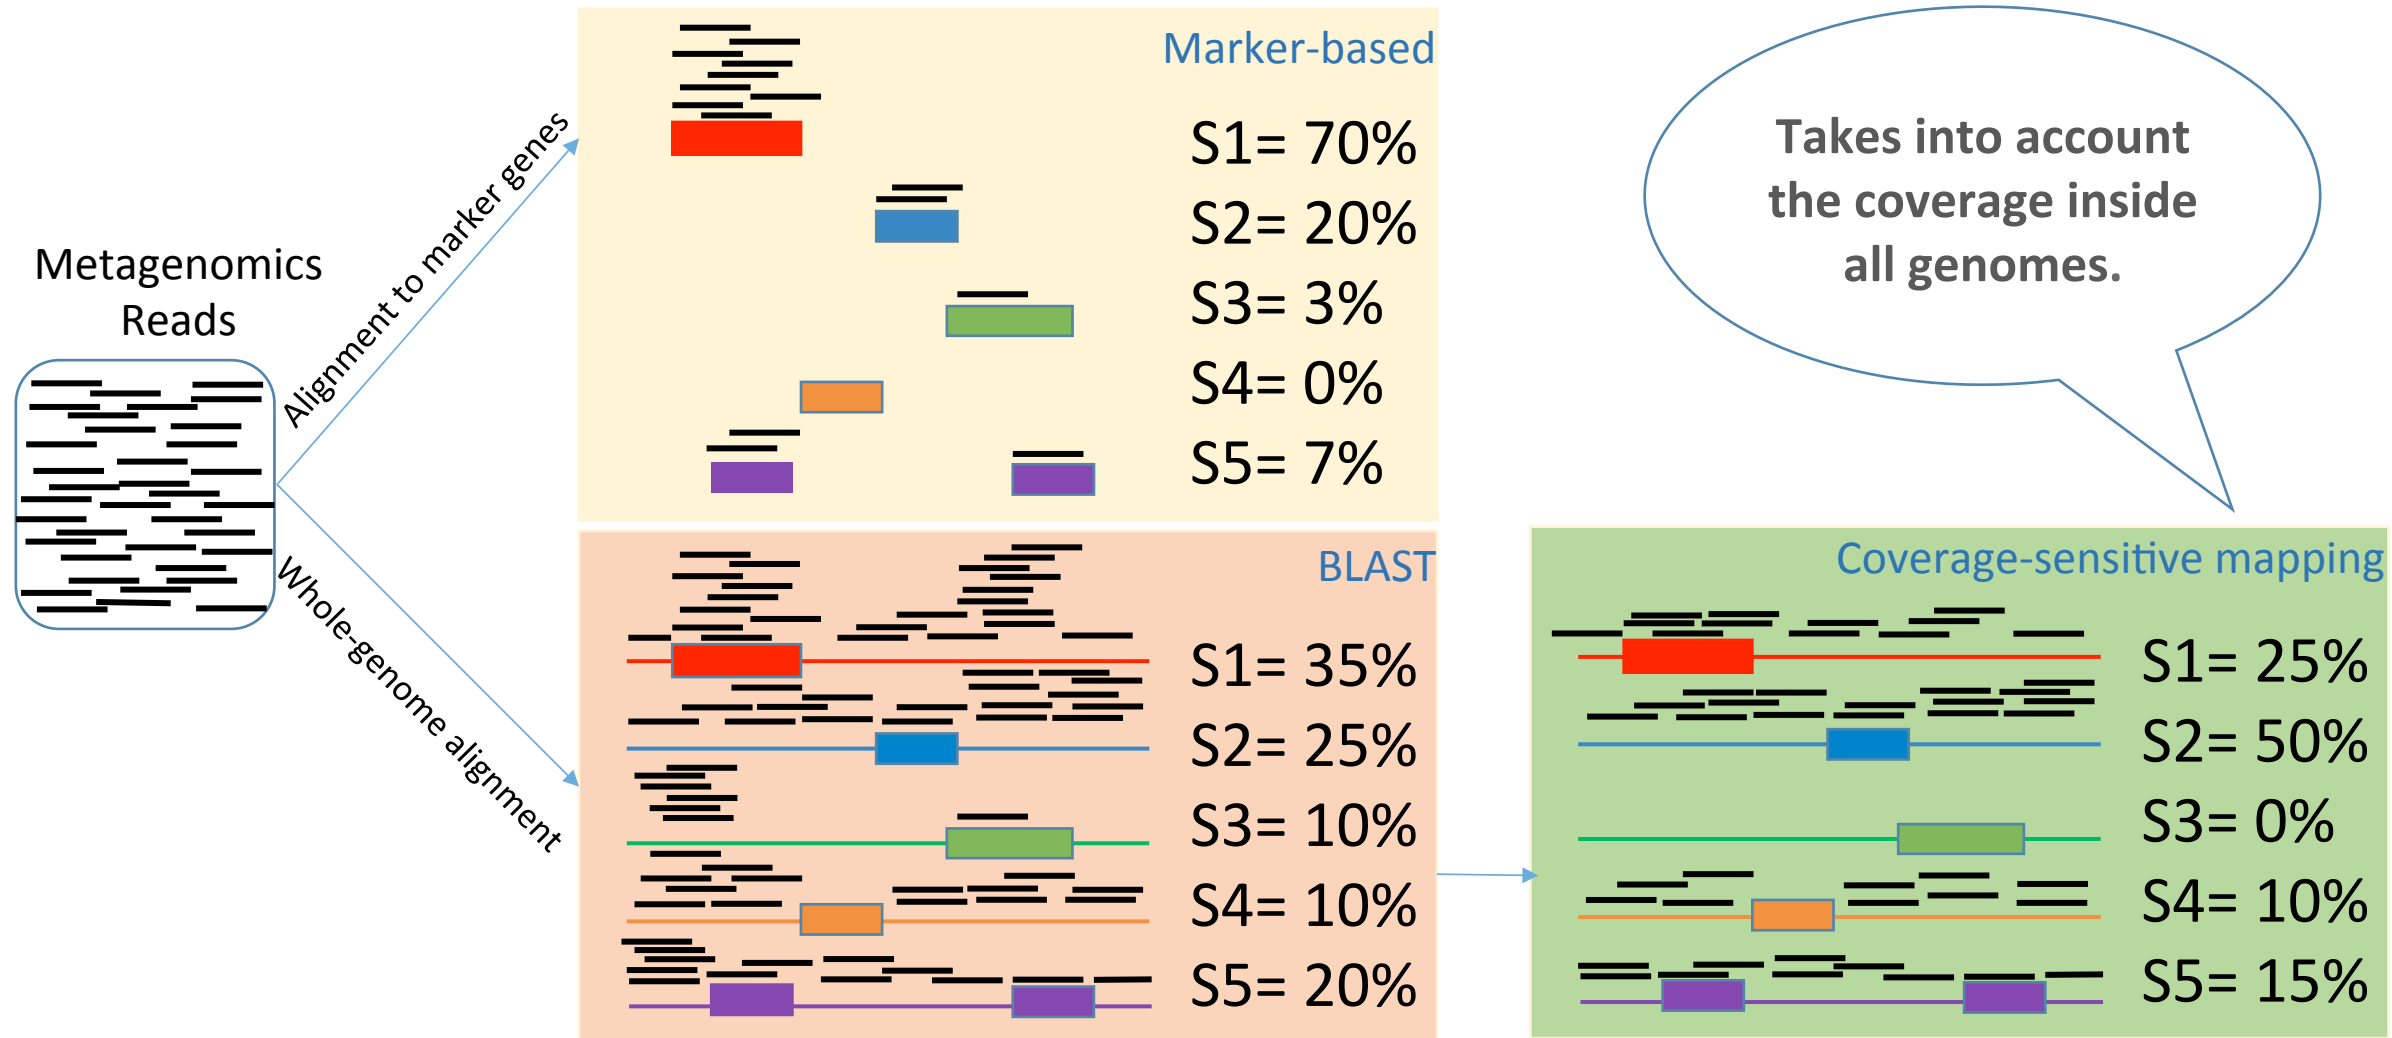 Metagenomics
Reads
Alignment to marker genes
Whole-genome alignment
Marker-based
S1= 70%
S2= 20%
S3= 3%
S4= 0%
S5= 7%
BLAST
S1= 35%
S2= 25%
S3= 10%
S4= 10%
S5= 20%
Takes into account
the coverage inside
all genomes.
Coverage-sensitive mapping
S1= 25%
S2= 50%
S3= 0%
S4= 10%
S5= 15%